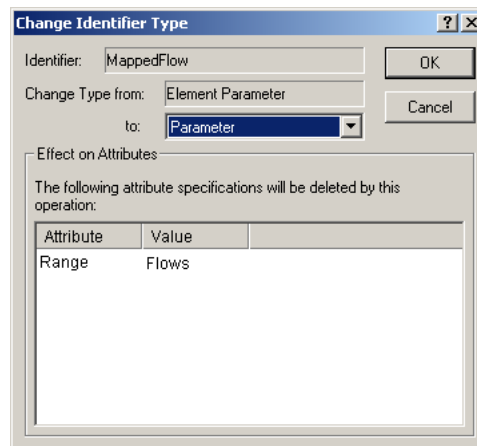 Change Identifier Type
Identifier: MappedFlow OK
Change Type from: Element Parameter Cancel
to: Parameter
Effect on Attributes
The following attribute specifications will be deleted by this
operation:
Attribute Value
Range Flows